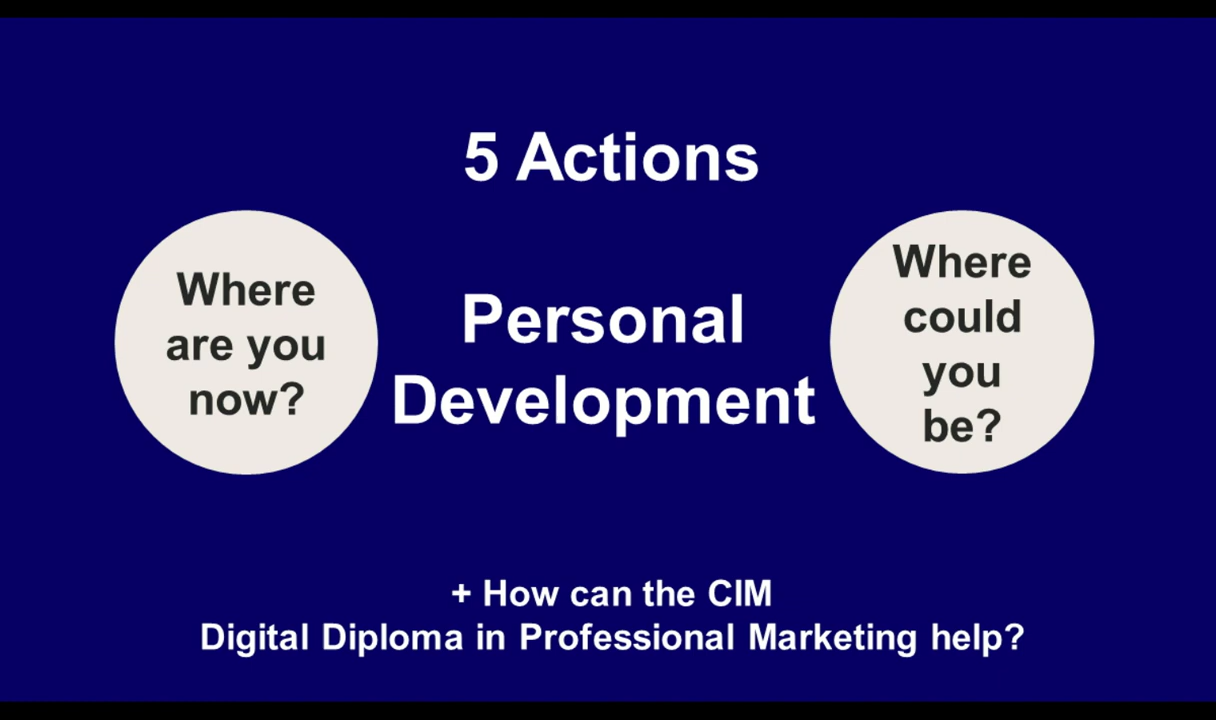 5 Actions
Where
are you
now?
Personal
Development
Where
could
you
be?
+ How can the CIM
Digital Diploma in Professional Marketing help?